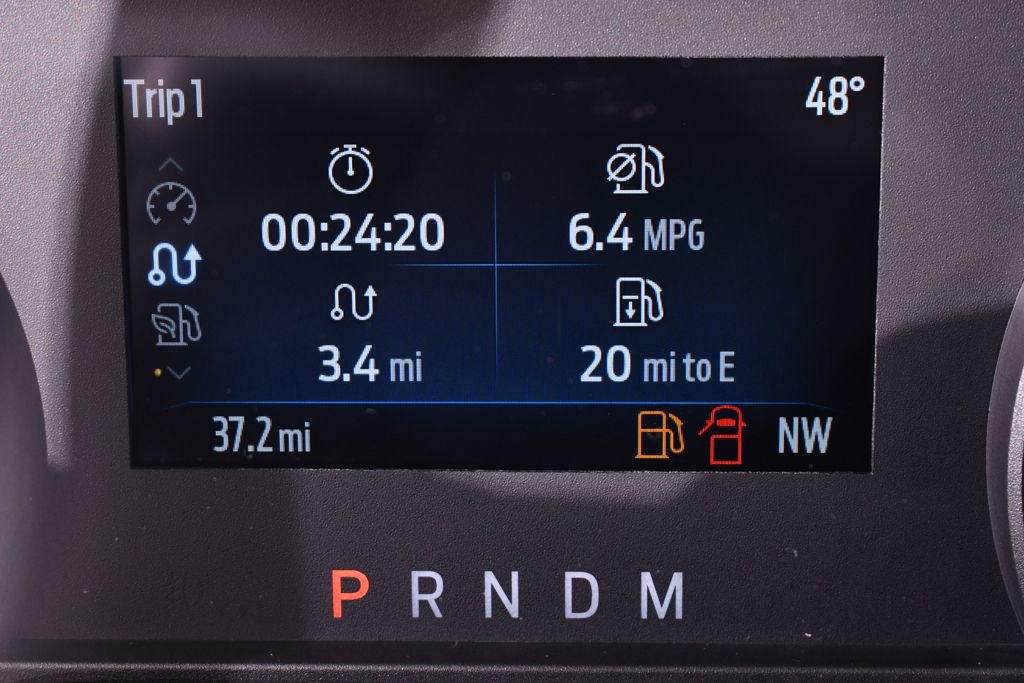 Trip 1
48°
00:24:20
6.4 MPG
3.4 mi
20 mi to E
37.2 mi
NW
P R N D M